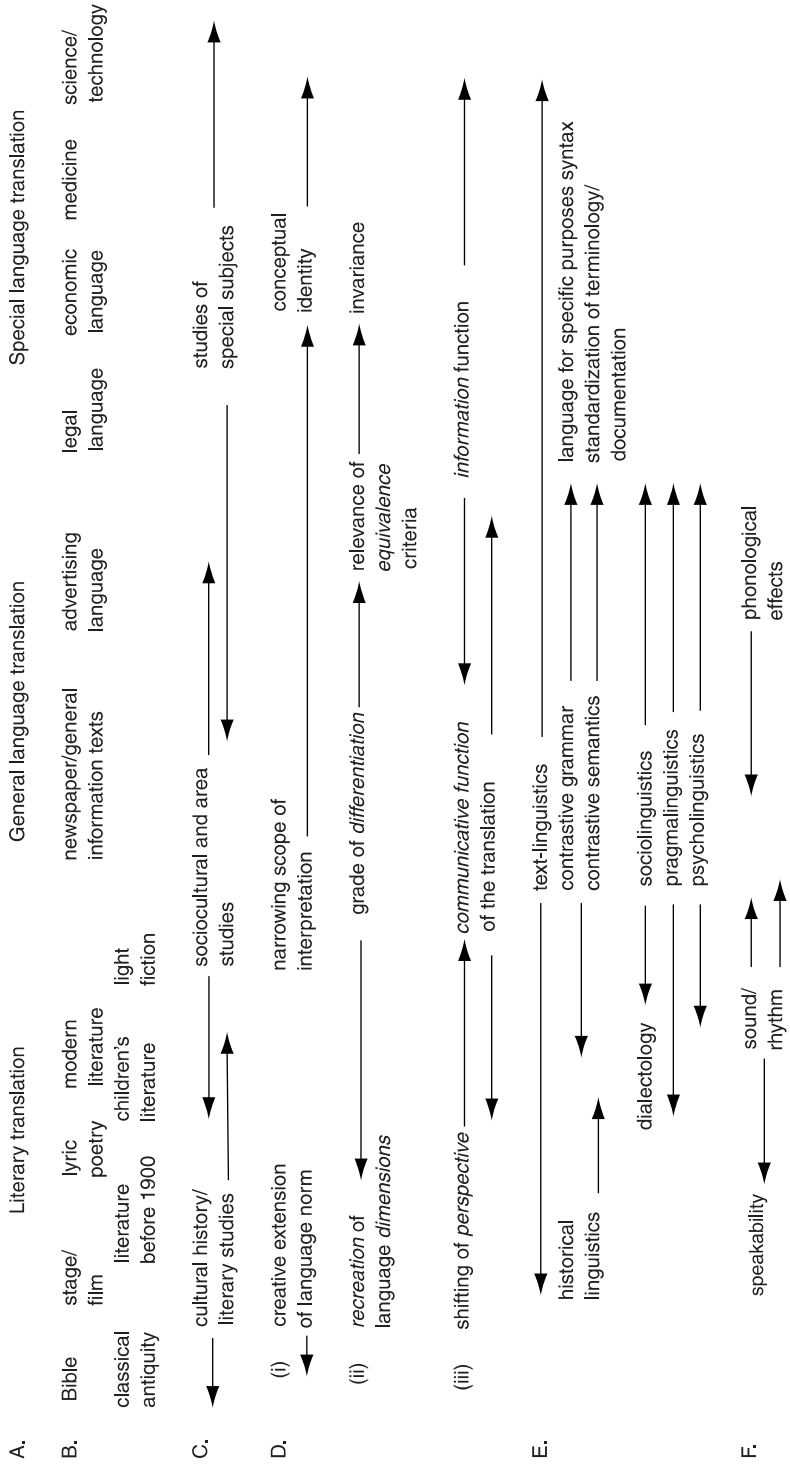 A.
Literary translation
General language translation
Special language translation
B.
Bible
classical
antiquity
stage/
film
literature
before 1900
lyric
poetry
modern
literature
children's
literature
light
fiction
newspaper/general
information texts
advertising
language
legal
language
economic
language
medicine
science/
technology
C.
cultural history/
literary studies
sociocultural and area
studies
studies of
special subjects
D.
(i)
creative extension
of language norm
narrowing scope of
interpretation
conceptual
identity
(ii)
recreation of
language dimensions
grade of differentiation
relevance of
equivalence
criteria
invariance
(iii)
shifting of perspective
communicative function
of the translation
information function
E.
text-linguistics
historical
linguistics
contrastive grammar
contrastive semantics
language for specific purposes syntax
standardization of terminology/
documentation
dialectology
sociolinguistics
pragmalinguistics
psycholinguistics
F.
speakability
sound/
rhythm
phonological
effects